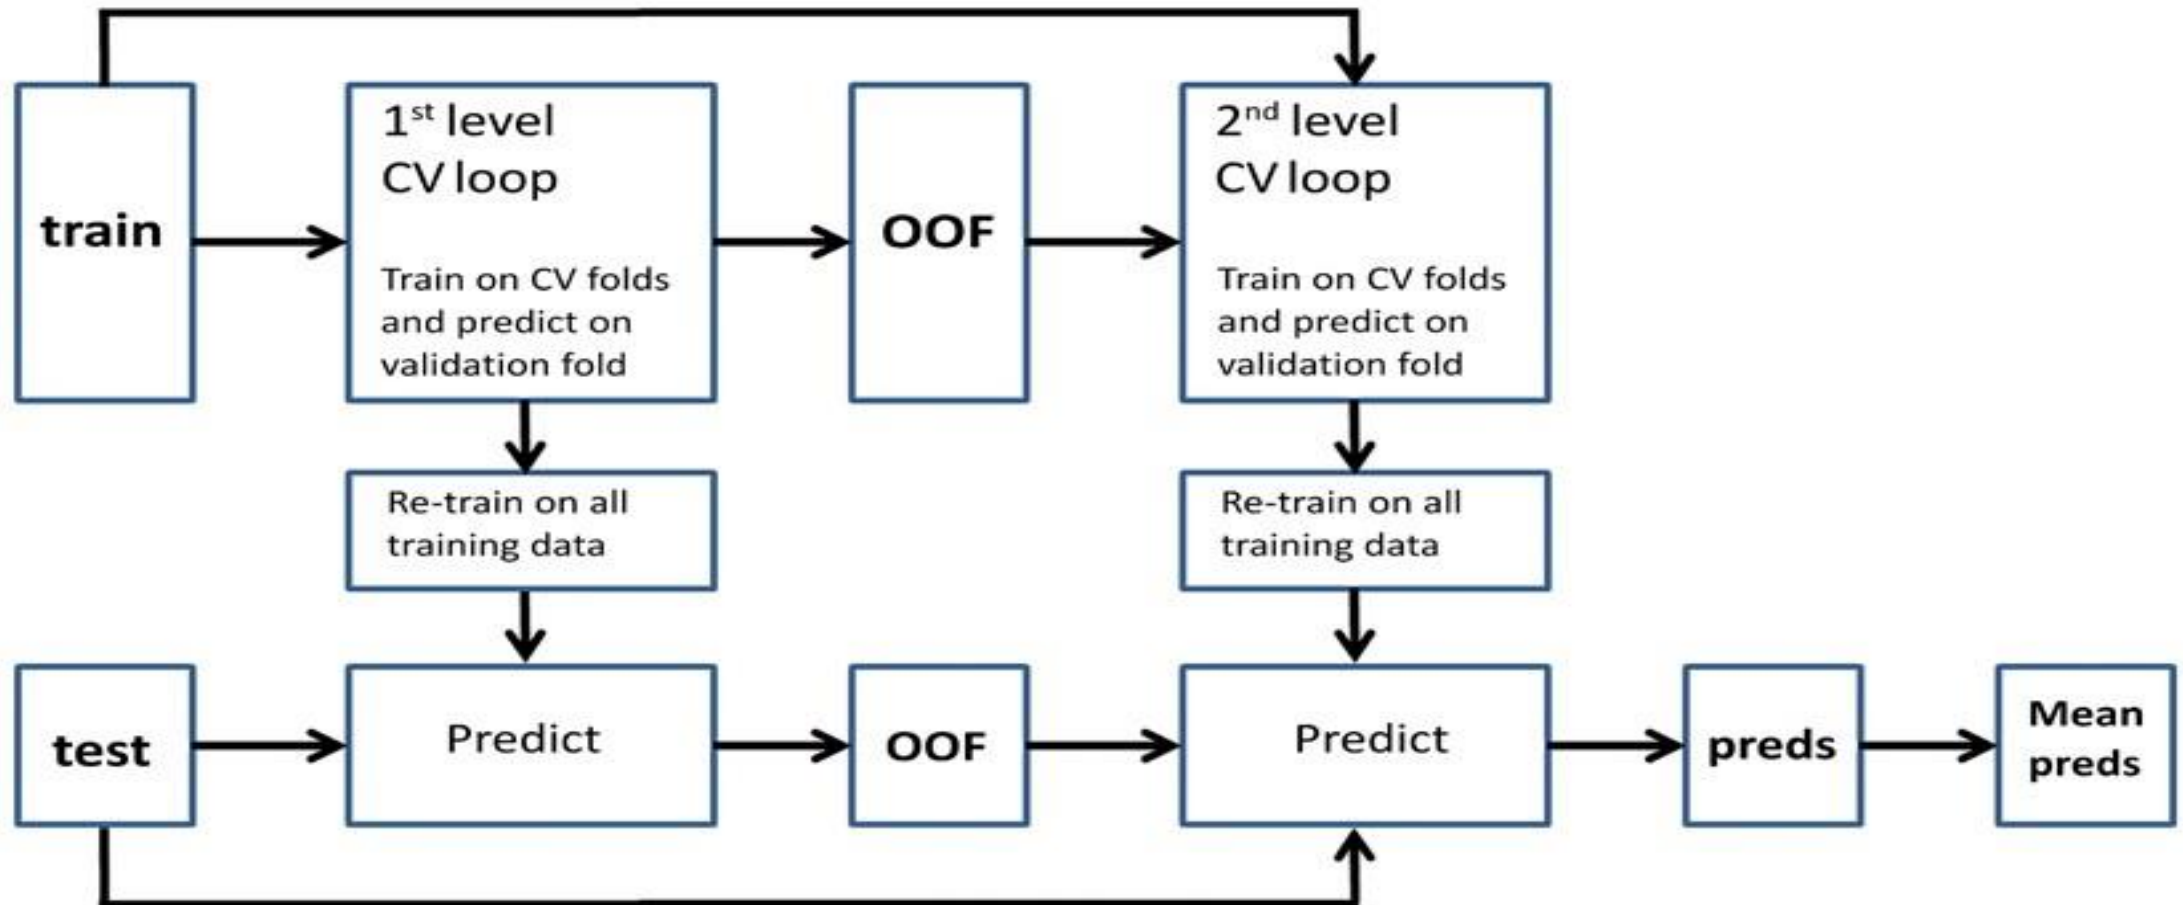 train
1st level
CV loop
Train on CV folds
and predict on
validation fold
OOF
2nd level
CV loop
Train on CV folds
and predict on
validation fold
Re-train on all
training data
Re-train on all
training data
test
Predict
OOF
Predict
preds
Mean
preds